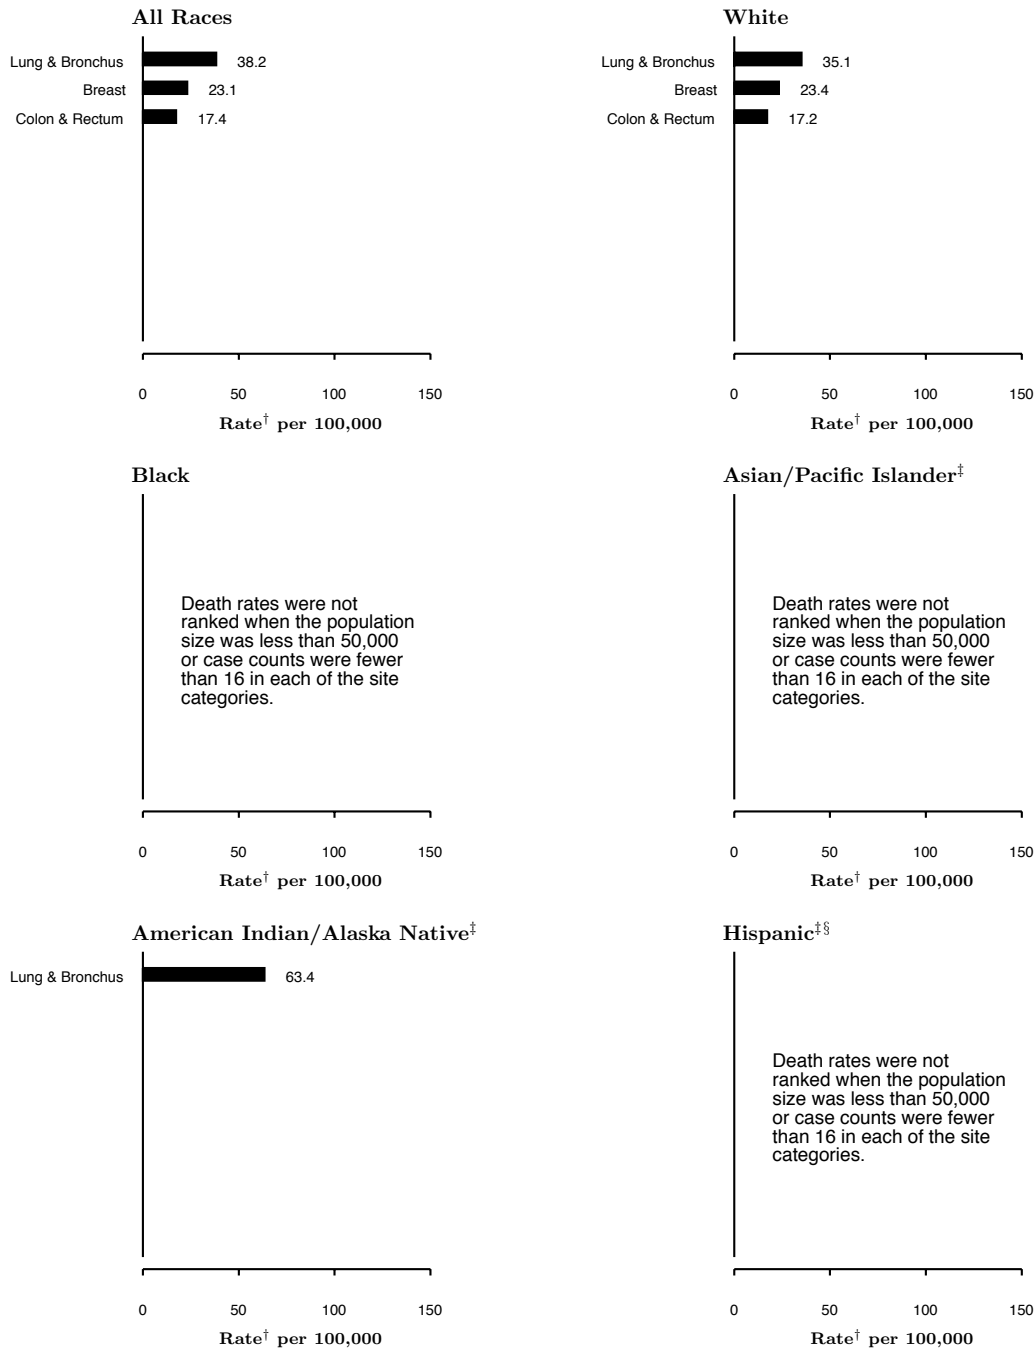 All Races
Lung & Bronchus 38.2
Breast 23.1
Colon & Rectum 17.4
0 50 100 150
Rate† per 100,000
White
Lung & Bronchus 35.1
Breast 23.4
Colon & Rectum 17.2
0 50 100 150
Rate† per 100,000
Black
Death rates were not
ranked when the population
size was less than 50,000
or case counts were fewer
than 16 in each of the site
categories.
0 50 100 150
Rate† per 100,000
Asian/Pacific Islander‡
Death rates were not
ranked when the population
size was less than 50,000
or case counts were fewer
than 16 in each of the site
categories.
0 50 100 150
Rate† per 100,000
American Indian/Alaska Native‡
Lung & Bronchus 63.4
0 50 100 150
Rate† per 100,000
Hispanic‡§
Death rates were not
ranked when the population
size was less than 50,000
or case counts were fewer
than 16 in each of the site
categories.
0 50 100 150
Rate† per 100,000